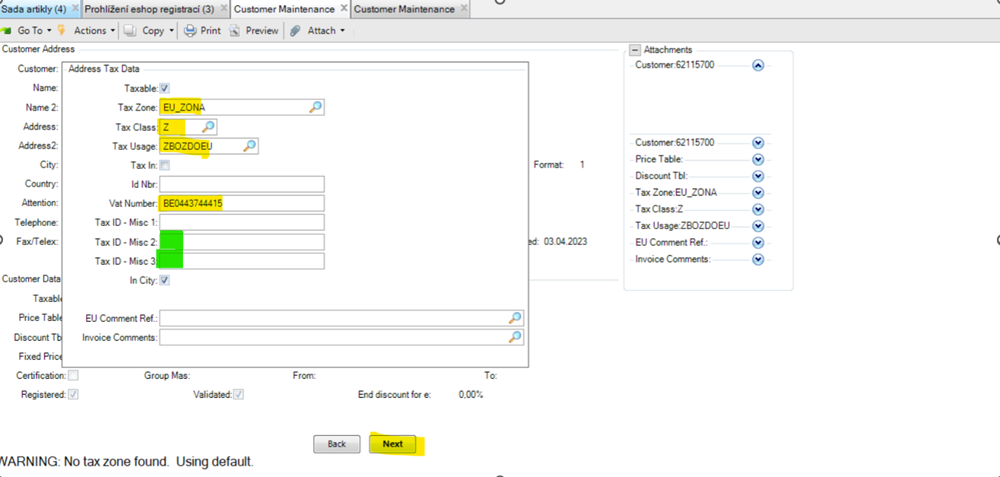 Sada artikly (4) Prohlížení eshop registrací (3) Customer Maintenance Customer Maintenance
Go To Actions Copy Print Preview Attach
Customer Address
Attachments
Customer: Address Tax Data
Customer:62115700
Name: Taxable:
Name 2: Tax Zone: EU_ZONA
Address: Tax Class: Z
Address2: Tax Usage: ZBOZDOEU
Customer:62115700
City: Tax In: Format: 1
Price Table:
Discount Tbl:
Country: Id Nbr:
Tax Zone:EU_ZONA
Attention: Vat Number: BE0443744415
Tax Class:Z
Telephone: Tax ID - Misc 1:
Tax Usage:ZBOZDOEU
Fax/Telex: Tax ID - Misc 2: ed: 03.04.2023
EU Comment Ref.:
Tax ID - Misc 3:
Invoice Comments:
Customer Data In City:
Taxable
Price Table EU Comment Ref.:
Discount Tb Invoice Comments:
Fixed Price
Certification: Group Mas: From: To:
Registered: Validated: End discount for e: 0,00%
Back Next
WARNING: No tax zone found. Using default.